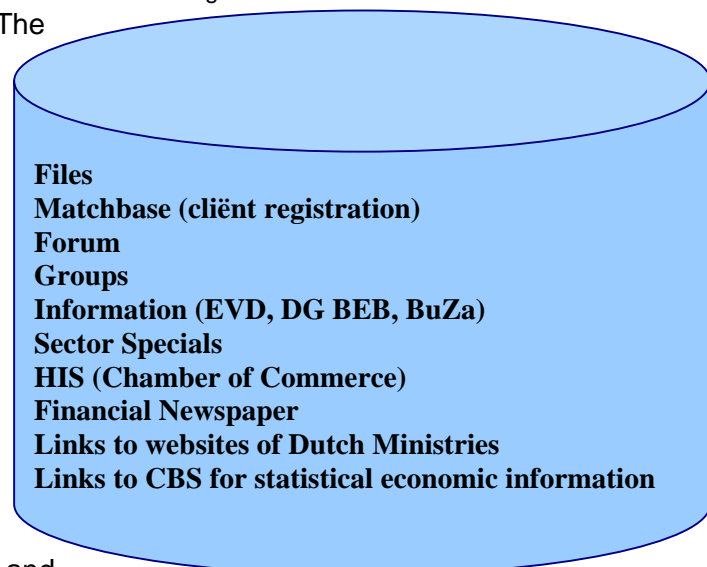 The
Files
Matchbase (cliënt registration)
Forum
Groups
Information (EVD, DG BEB, BuZa)
Sector Specials
HIS (Chamber of Commerce)
Financial Newspaper
Links to websites of Dutch Ministries
Links to CBS for statistical economic information
and